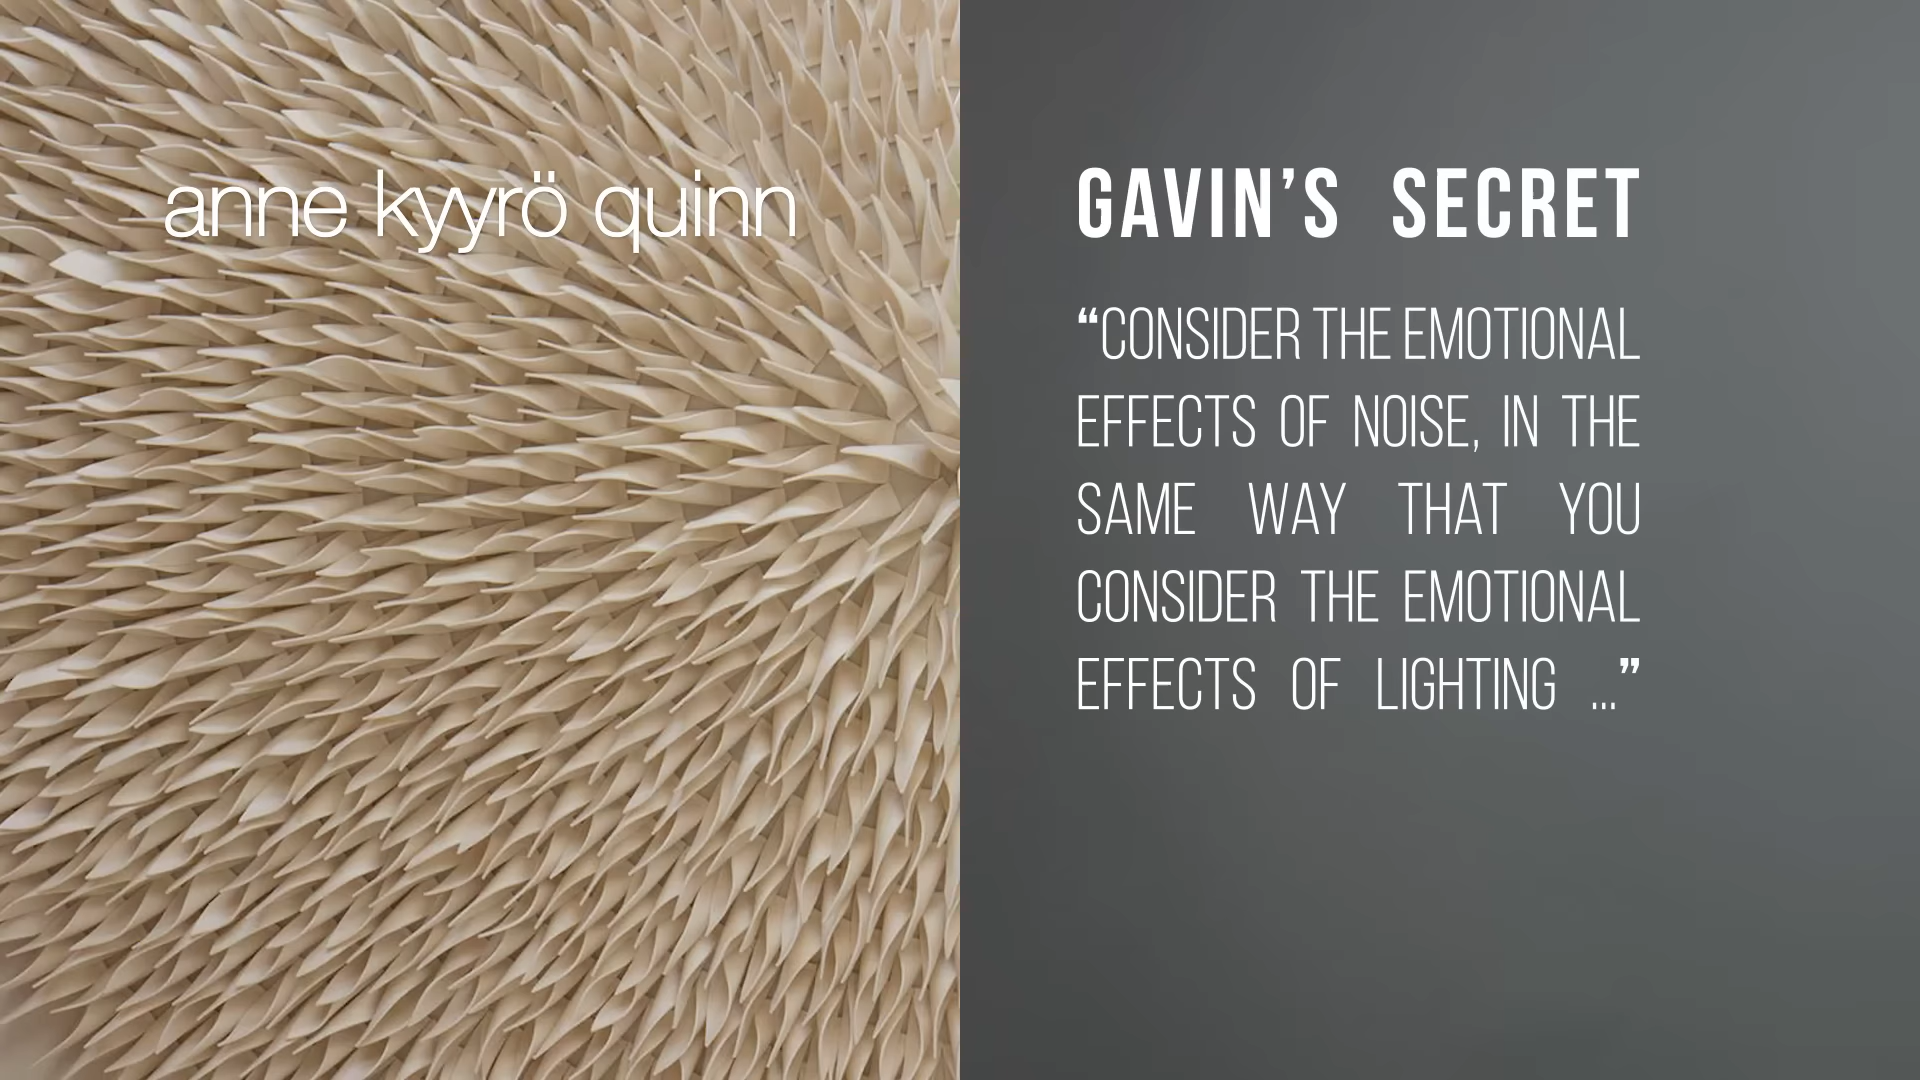 anne kyyrö quinn
GAVIN’S SECRET
“CONSIDER THE EMOTIONAL
EFFECTS OF NOISE, IN THE
SAME WAY THAT YOU
CONSIDER THE EMOTIONAL
EFFECTS OF LIGHTING ...”